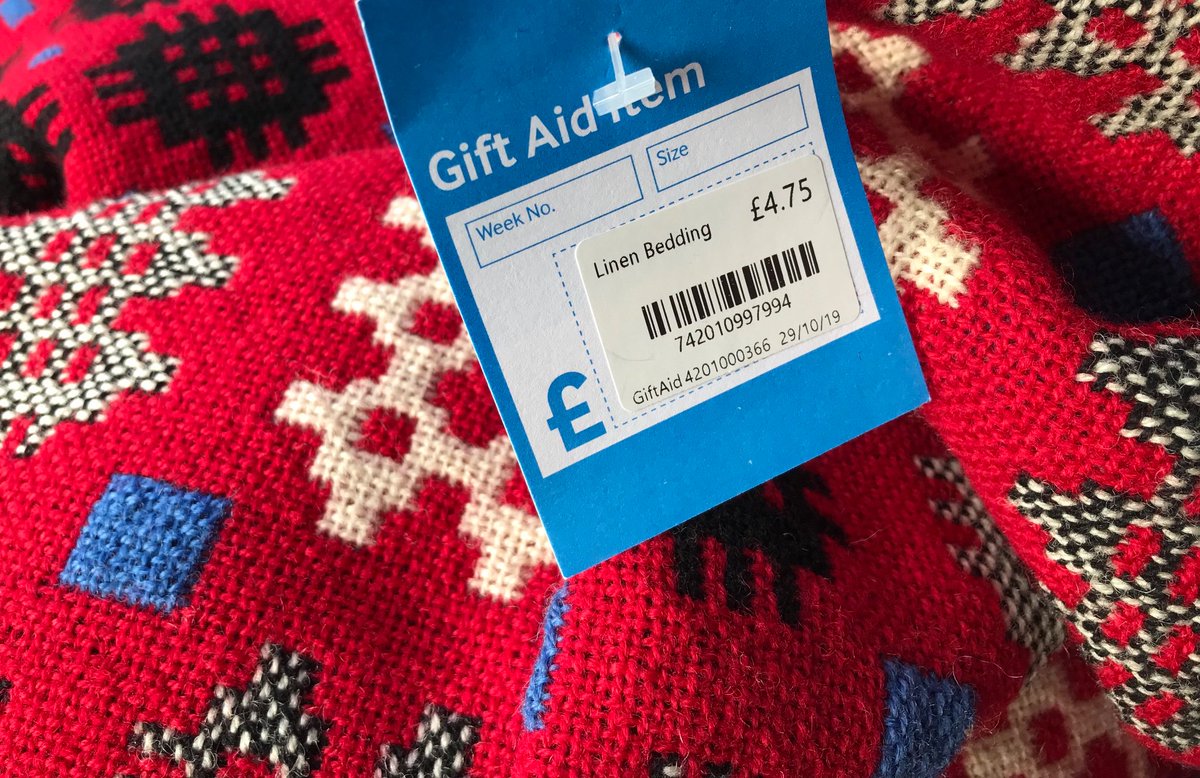 Gift Aid Item
Week No.
Size
Linen Bedding
£4.75
742010997994
GiftAid 4201000366 29/10/19
£